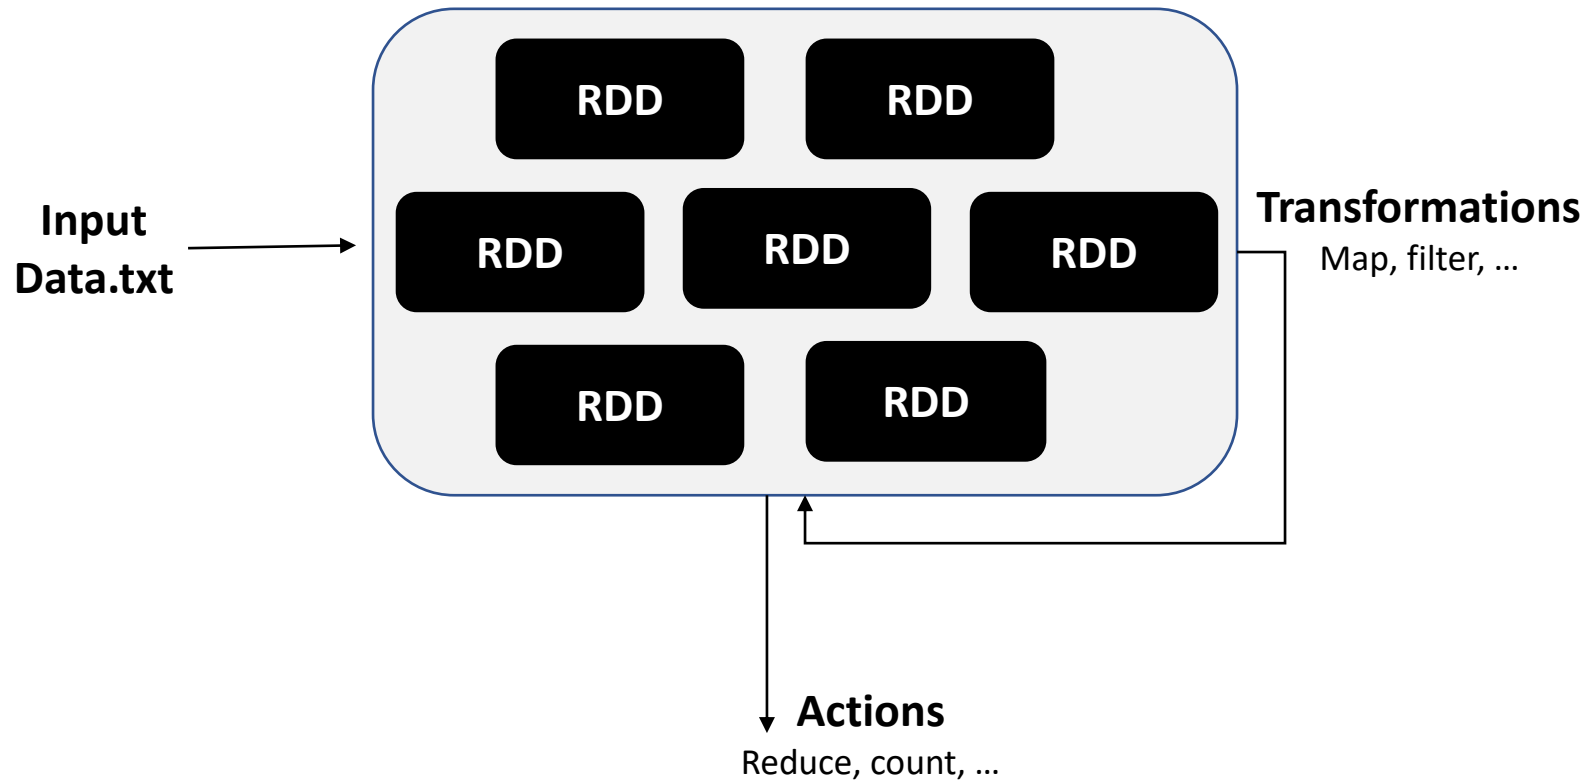 RDD
RDD
Input
Data.txt
RDD
RDD
RDD
Transformations
Map, filter, …
RDD
RDD
Actions
Reduce, count, …